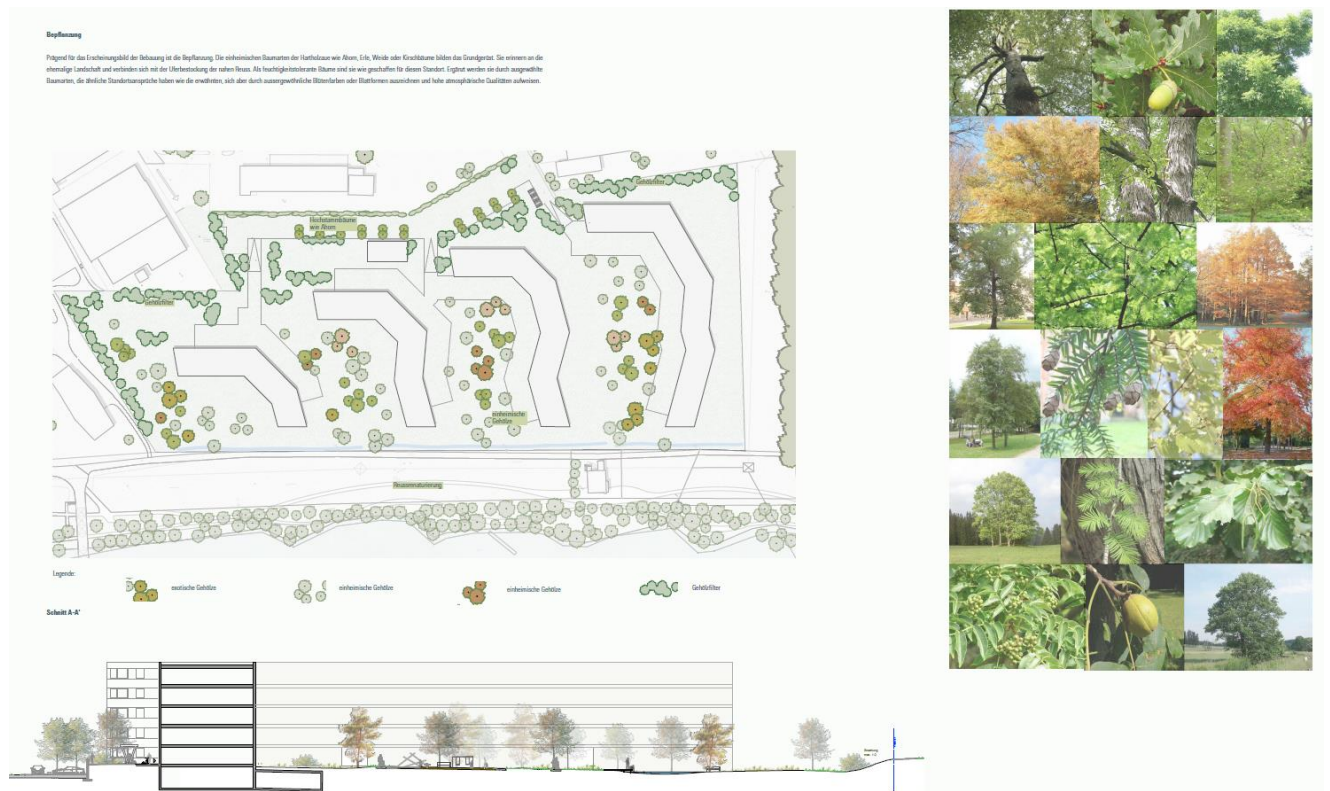 Bepflanzung
Prägend für das Erscheinungsbild der Bebauung ist die Bepflanzung. Die einheimischen Baumarten der Hartholzaue wie Ahorn, Erle, Weide oder Kirschbäume bilden das Grundgerüst. Sie erinnern an die
ehemalige Landschaft und verbinden sich mit der Uferbestockung der nahen Reuss. Als feuchtigkeitstolerante Bäume sind sie wie geschaffen für diesen Standort. Ergänzt werden sie durch ausgewählte
Baumarten, die ähnliche Standortansprüche haben wie die erwähnten, sich aber durch aussergewöhnliche Blütenfarben oder Blattformen auszeichnen und hohe atmosphärische Qualitäten aufweisen.
Gehölzfilter
Hochstammbäume
wie Ahorn
Gehölzfilter
einheimische
Gehölze
Reussrenaturierung
Legende:
exotische Gehölze
einheimische Gehölze
einheimische Gehölze
Gehölzfilter
Schnitt A-A'